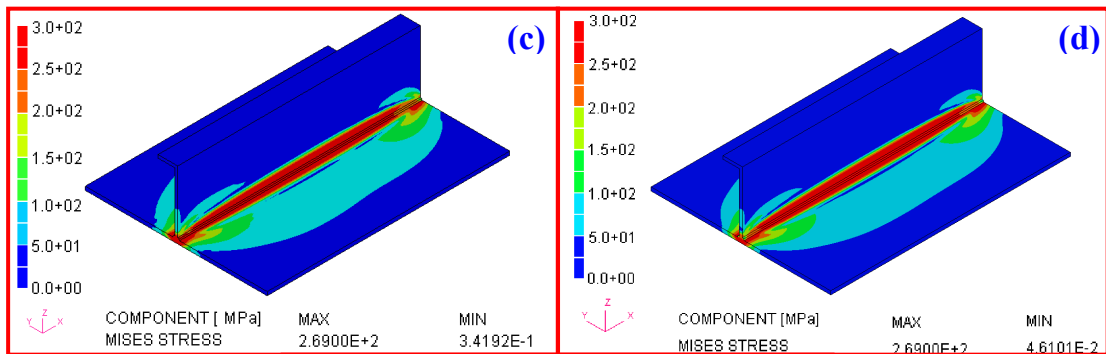 (c)
3.0+02
2.5+02
2.0+02
1.5+02
1.0+02
5.0+01
0.0+00
Z
Y X
COMPONENT [ MPa] MAX MIN
MISES STRESS 2.6900E+2 3.4192E-1
(d)
3.0+02
2.5+02
2.0+02
1.5+02
1.0+02
5.0+01
0.0+00
Z
Y X
COMPONENT [MPa] MAX MIN
MISES STRESS 2.6900E+2 4.6101E-2